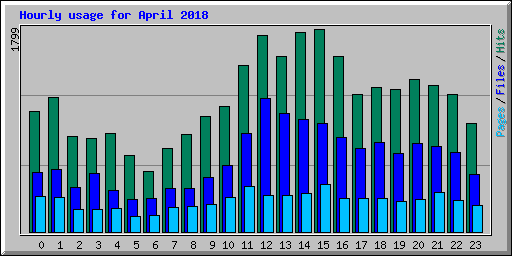 Hourly usage for April 2018
1799
Pages / Files / Hits
0 1 2 3 4 5 6 7 8 9 10 11 12 13 14 15 16 17 18 19 20 21 22 23